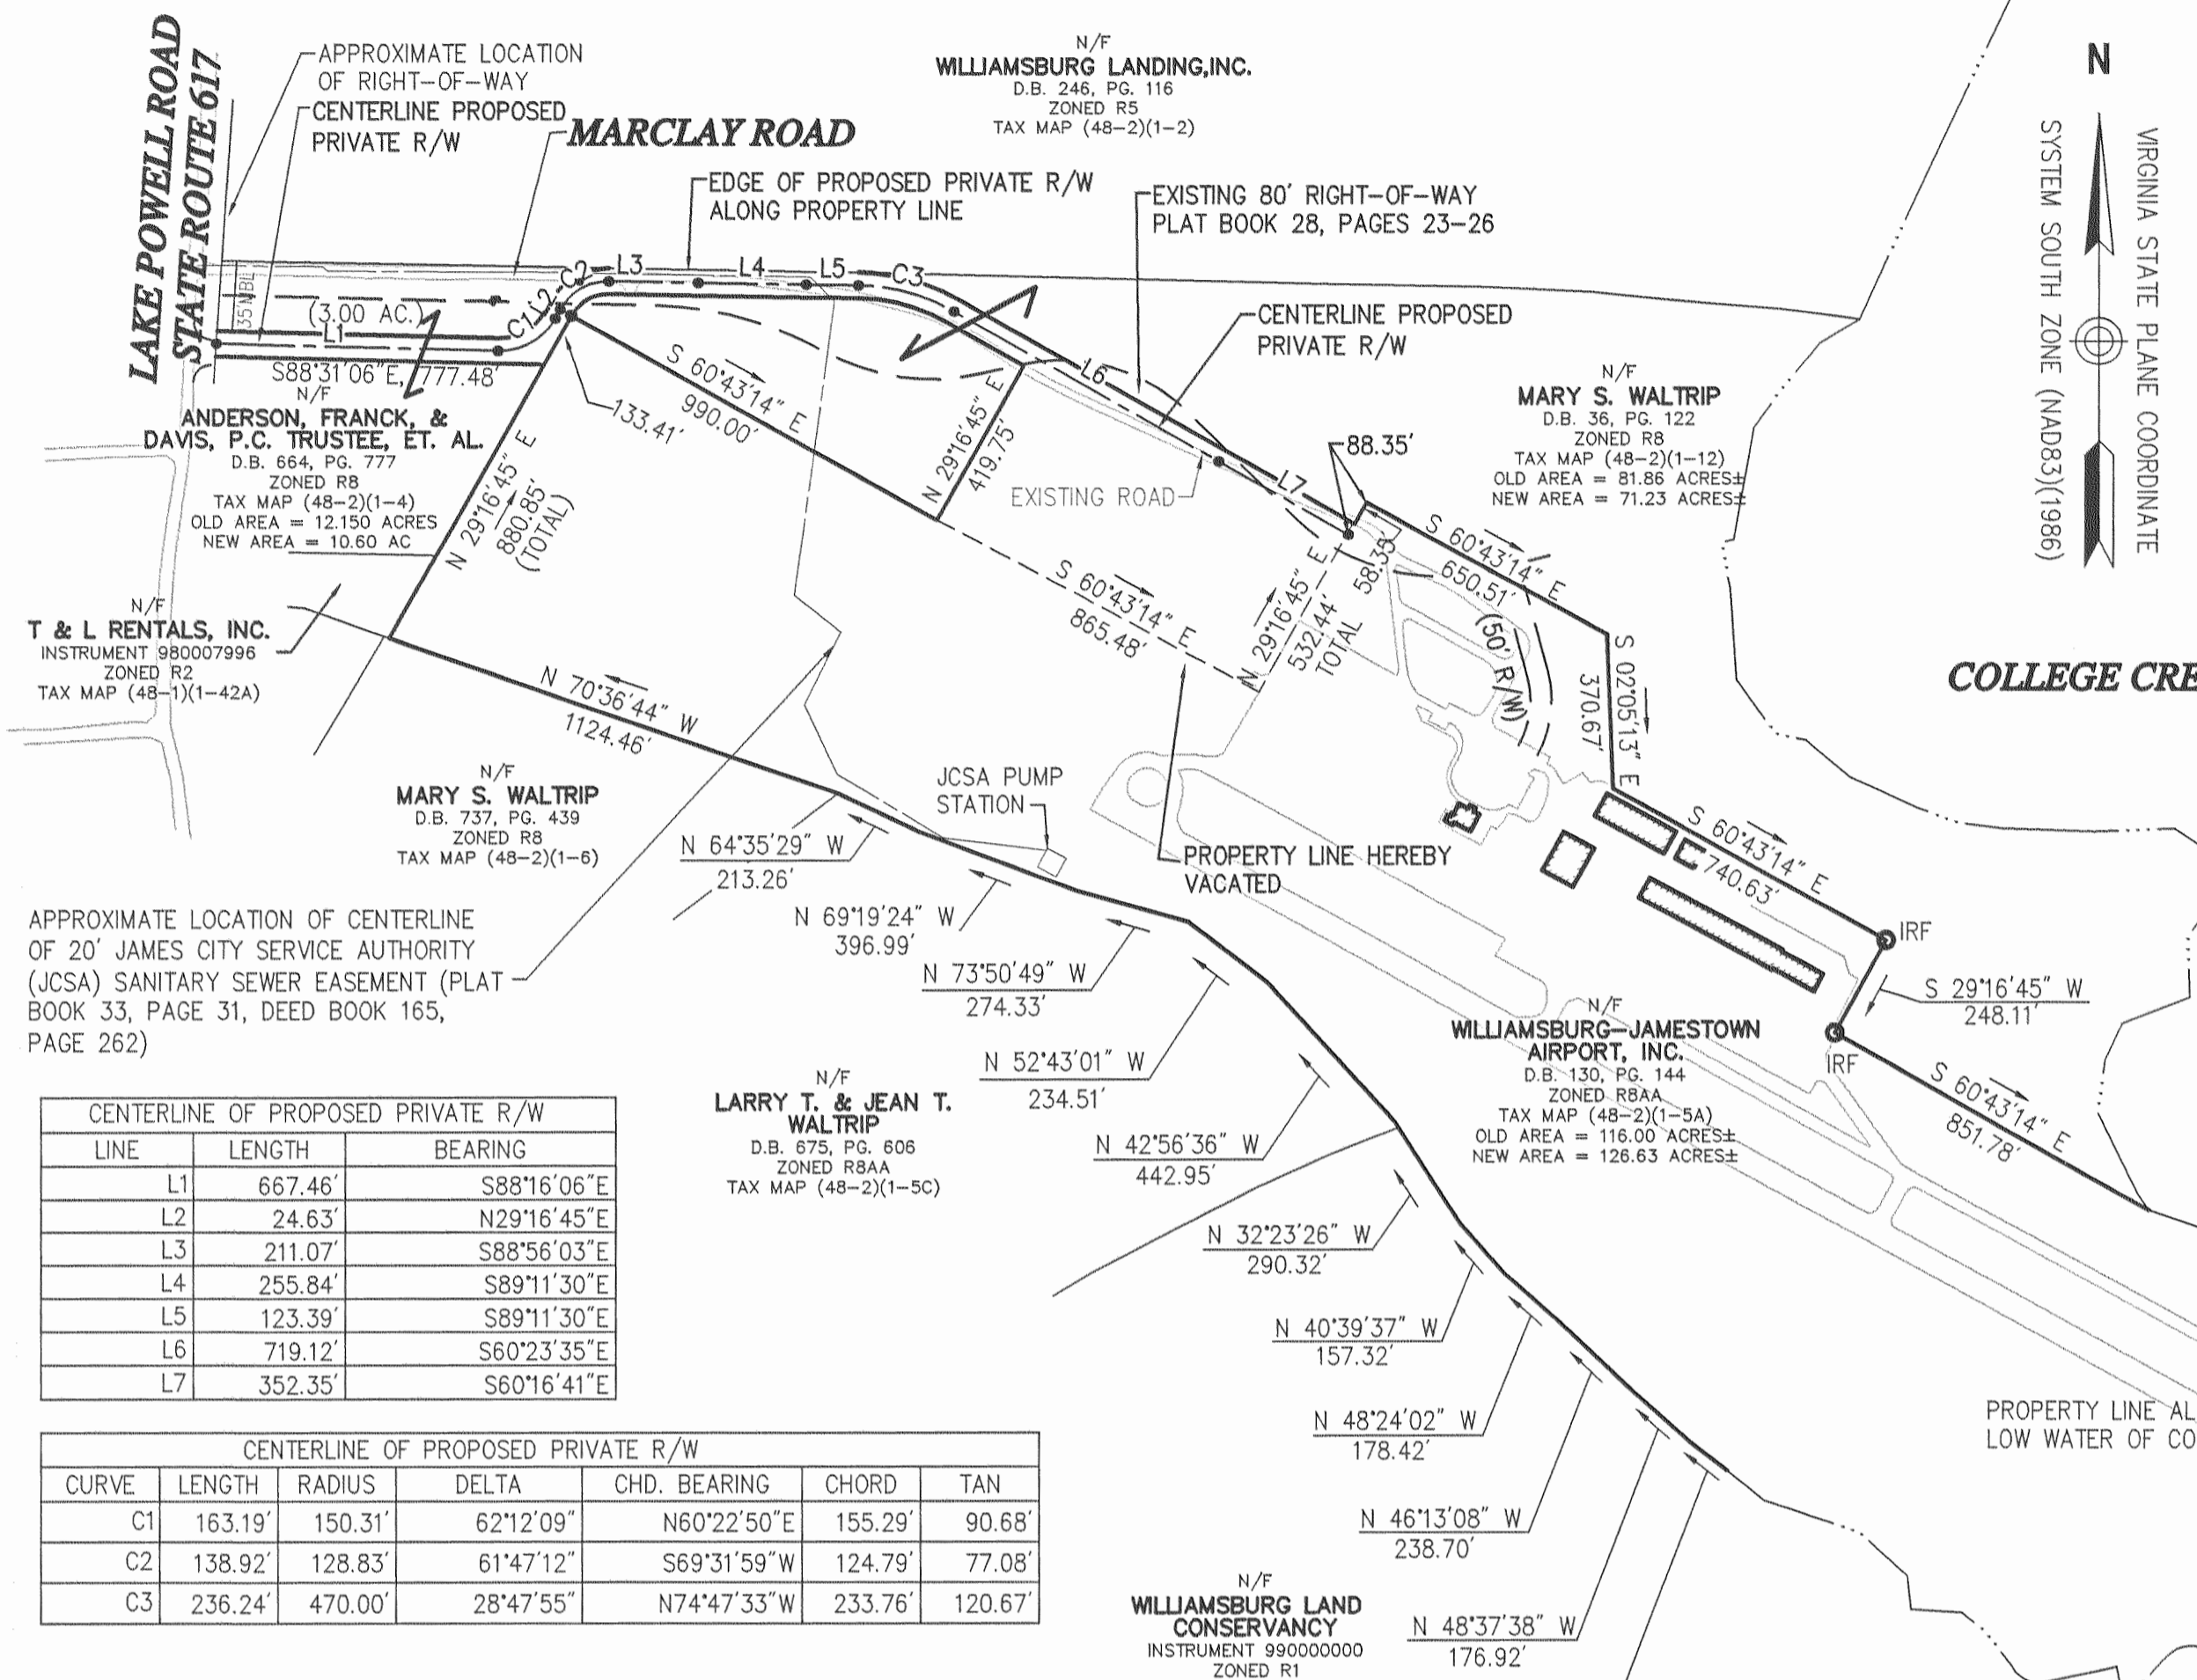 LAKE POWELL ROAD
STATE ROUTE 617
APPROXIMATE LOCATION
OF RIGHT-OF-WAY
CENTERLINE PROPOSED
PRIVATE R/W
MARCLAY ROAD
N/F
WILLIAMSBURG LANDING,INC.
D.B. 246, PG. 116
ZONED R5
TAX MAP (48-2)(1-2)
EDGE OF PROPOSED PRIVATE R/W
ALONG PROPERTY LINE
EXISTING 80' RIGHT-OF-WAY
PLAT BOOK 28, PAGES 23-26
N
VIRGINIA STATE PLANE COORDINATE
SYSTEM SOUTH ZONE (NAD83)(1986)
35' NBL
(3.00 AC.)
L1
C1
L2
C2
L3
L4
L5
C3
L6
L7
S88°31'06"E, 777.48'
N/F
ANDERSON, FRANCK, &
DAVIS, P.C. TRUSTEE, ET. AL.
D.B. 664, PG. 777
ZONED R8
TAX MAP (48-2)(1-4)
OLD AREA = 12.150 ACRES
NEW AREA = 10.60 AC
133.41'
S 60°43'14" E
990.00'
N 29°16'45" E
419.75'
N 29°16'45" E
880.85'
(TOTAL)
CENTERLINE PROPOSED
PRIVATE R/W
EXISTING ROAD
88.35'
N/F
MARY S. WALTRIP
D.B. 36, PG. 122
ZONED R8
TAX MAP (48-2)(1-12)
OLD AREA = 81.86 ACRES±
NEW AREA = 71.23 ACRES±
S 60°43'14" E
650.51'
58.35'
N 29°16'45" E
532.44'
TOTAL
S 60°43'14" E
865.48'
(50' R/W)
S 02°05'13" E
370.67'
COLLEGE CRE
N/F
T & L RENTALS, INC.
INSTRUMENT 980007996
ZONED R2
TAX MAP (48-1)(1-42A)
N 70°36'44" W
1124.46'
N/F
MARY S. WALTRIP
D.B. 737, PG. 439
ZONED R8
TAX MAP (48-2)(1-6)
JCSA PUMP
STATION
PROPERTY LINE HEREBY
VACATED
S 60°43'14" E
740.63'
IRF
S 29°16'45" W
248.11'
IRF
S 60°43'14" E
851.78'
APPROXIMATE LOCATION OF CENTERLINE
OF 20' JAMES CITY SERVICE AUTHORITY
(JCSA) SANITARY SEWER EASEMENT (PLAT
BOOK 33, PAGE 31, DEED BOOK 165,
PAGE 262)
N 64°35'29" W
213.26'
N 69°19'24" W
396.99'
N 73°50'49" W
274.33'
N 52°43'01" W
234.51'
N 42°56'36" W
442.95'
N 32°23'26" W
290.32'
N 40°39'37" W
157.32'
N 48°24'02" W
178.42'
N 46°13'08" W
238.70'
N 48°37'38" W
176.92'
N/F
WILLIAMSBURG-JAMESTOWN
AIRPORT, INC.
D.B. 130, PG. 144
ZONED R8AA
TAX MAP (48-2)(1-5A)
OLD AREA = 116.00 ACRES±
NEW AREA = 126.63 ACRES±
N/F
LARRY T. & JEAN T.
WALTRIP
D.B. 675, PG. 606
ZONED R8AA
TAX MAP (48-2)(1-5C)
PROPERTY LINE AL
LOW WATER OF CO
N/F
WILLIAMSBURG LAND
CONSERVANCY
INSTRUMENT 990000000
ZONED R1
CENTERLINE OF PROPOSED PRIVATE R/W
LINE LENGTH BEARING
L1 667.46' S88°16'06"E
L2 24.63' N29°16'45"E
L3 211.07' S88°56'03"E
L4 255.84' S89°11'30"E
L5 123.39' S89°11'30"E
L6 719.12' S60°23'35"E
L7 352.35' S60°16'41"E
CENTERLINE OF PROPOSED PRIVATE R/W
CURVE LENGTH RADIUS DELTA CHD. BEARING CHORD TAN
C1 163.19' 150.31' 62°12'09" N60°22'50"E 155.29' 90.68'
C2 138.92' 128.83' 61°47'12" S69°31'59"W 124.79' 77.08'
C3 236.24' 470.00' 28°47'55" N74°47'33"W 233.76' 120.67'